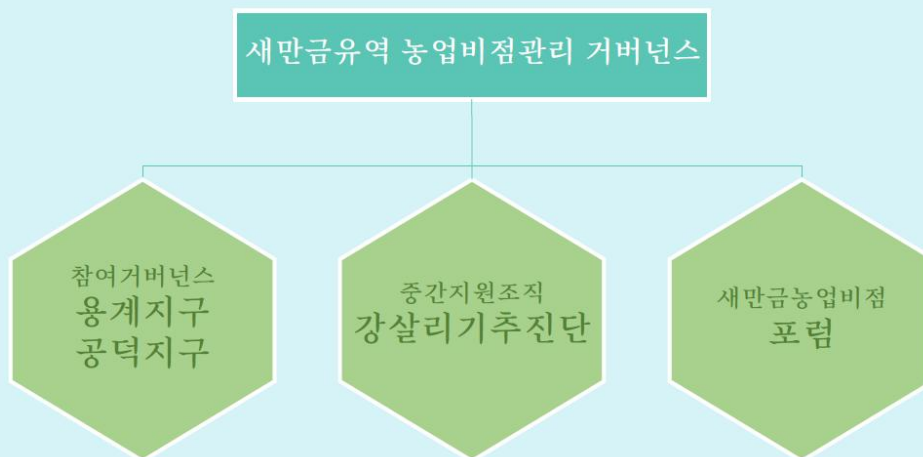 새만금유역 농업비점관리 거버넌스
참여거버넌스
용계지구
공덕지구
중간지원조직
강살리기추진단
새만금농업비점
포럼